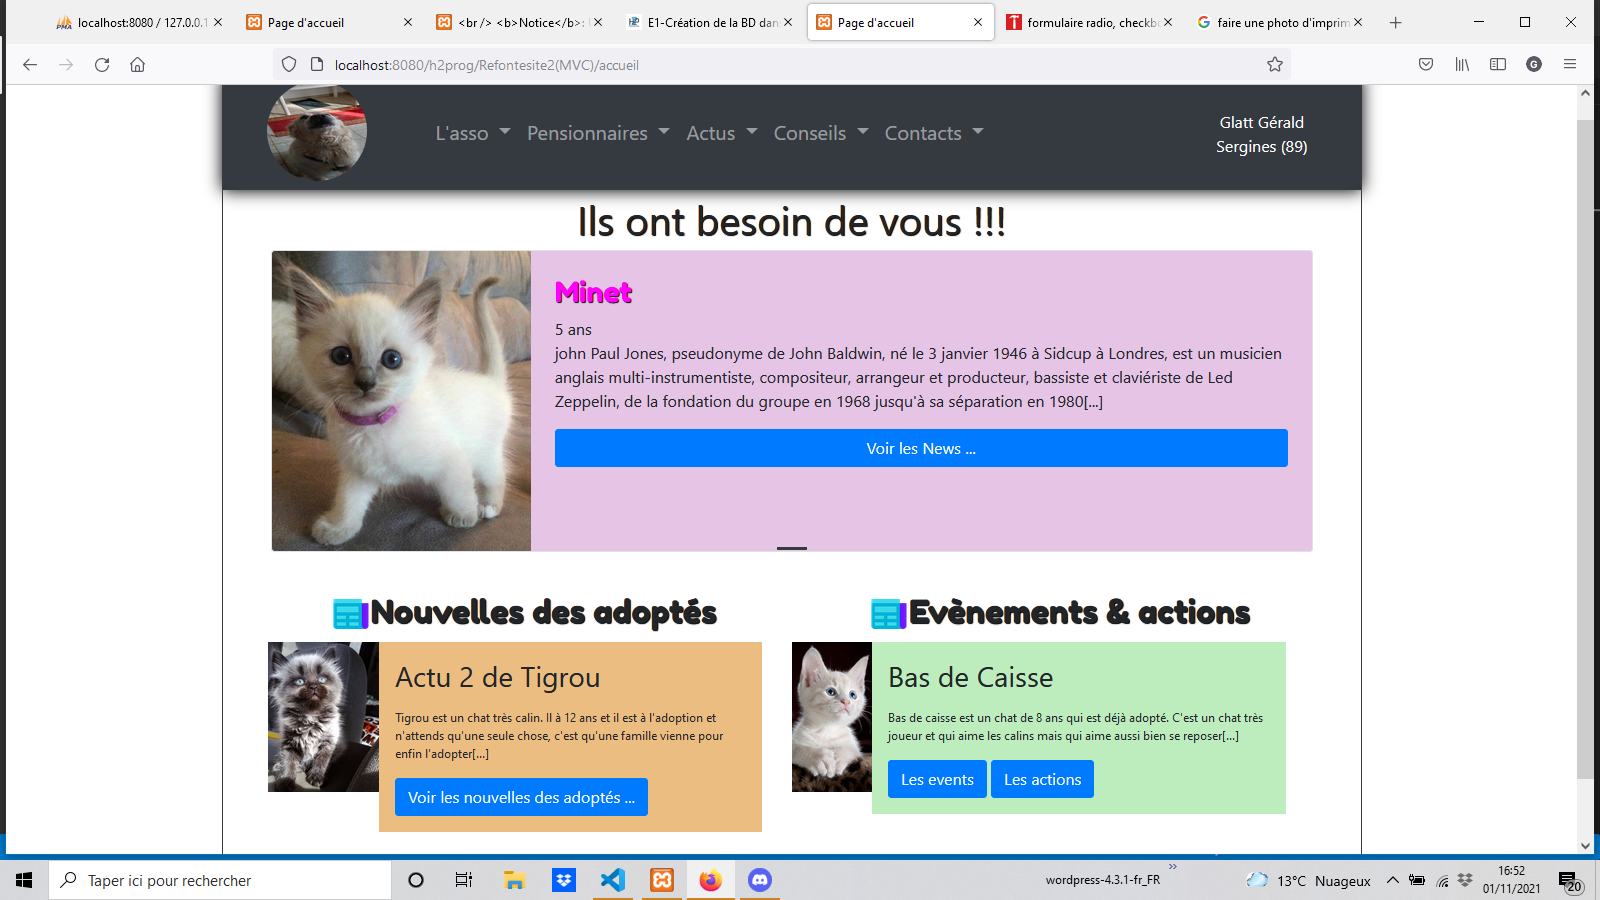 localhost:8080 / 127.0.0.1
Page d'accueil
<br /> <b>Notice</b>:
E1-Création de la BD dan
Page d'accueil
formulaire radio, checkb
faire une photo d'imprim
localhost:8080/h2prog/Refontesite2(MVC)/accueil
G
L'asso
Pensionnaires
Actus
Conseils
Contacts
Glatt Gérald
Sergines (89)
Ils ont besoin de vous !!!
Minet
5 ans
john Paul Jones, pseudonyme de John Baldwin, né le 3 janvier 1946 à Sidcup à Londres, est un musicien
anglais multi-instrumentiste, compositeur, arrangeur et producteur, bassiste et claviériste de Led
Zeppelin, de la fondation du groupe en 1968 jusqu'à sa séparation en 1980[...]
Voir les News ...
Nouvelles des adoptés
Actu 2 de Tigrou
Tigrou est un chat très calin. Il à 12 ans et il est à l'adoption et
n'attends qu'une seule chose, c'est qu'une famille vienne pour
enfin l'adopter[...]
Voir les nouvelles des adoptés ...
Evènements & actions
Bas de Caisse
Bas de caisse est un chat de 8 ans qui est déjà adopté. C'est un chat très
joueur et qui aime les calins mais qui aime aussi bien se reposer[...]
Les events
Les actions
Taper ici pour rechercher
wordpress-4.3.1-fr_FR
13°C Nuageux
16:52
01/11/2021
20